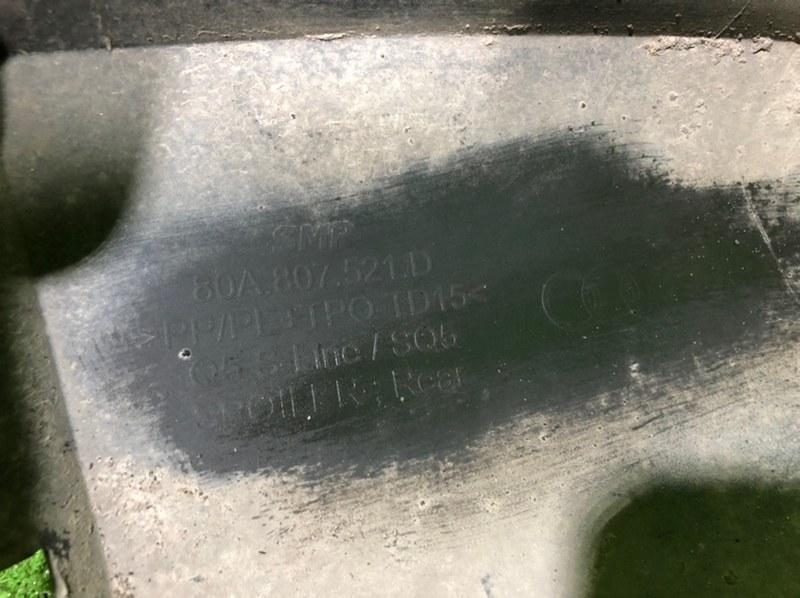 SMP
80A.807.521.D
>PP/PE+TPO TD15<
Q5 S-Line / SQ5
SPOILER; Rear